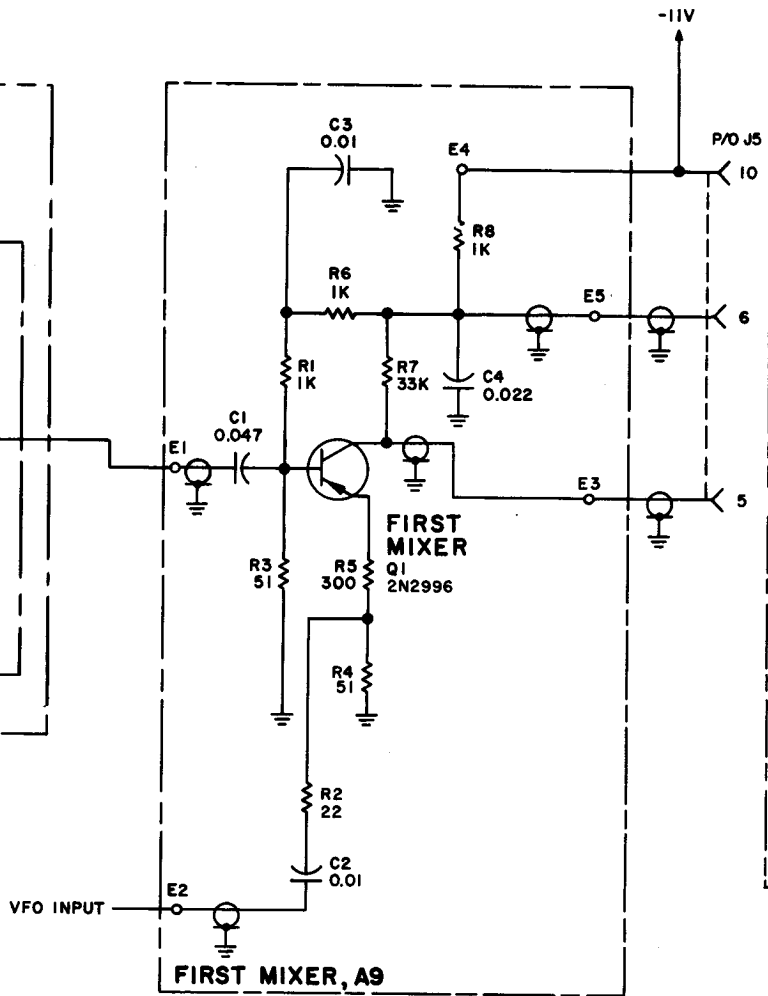 -11V
P/O J5
C3
0.01
E4
10
R8
1K
R6
1K
E5
6
R1
1K
R7
33K
C4
0.022
C1
0.047
E1
E3
5
FIRST
MIXER
Q1
2N2996
R3
51
R5
300
R4
51
R2
22
C2
0.01
E2
VFO INPUT
FIRST MIXER, A9